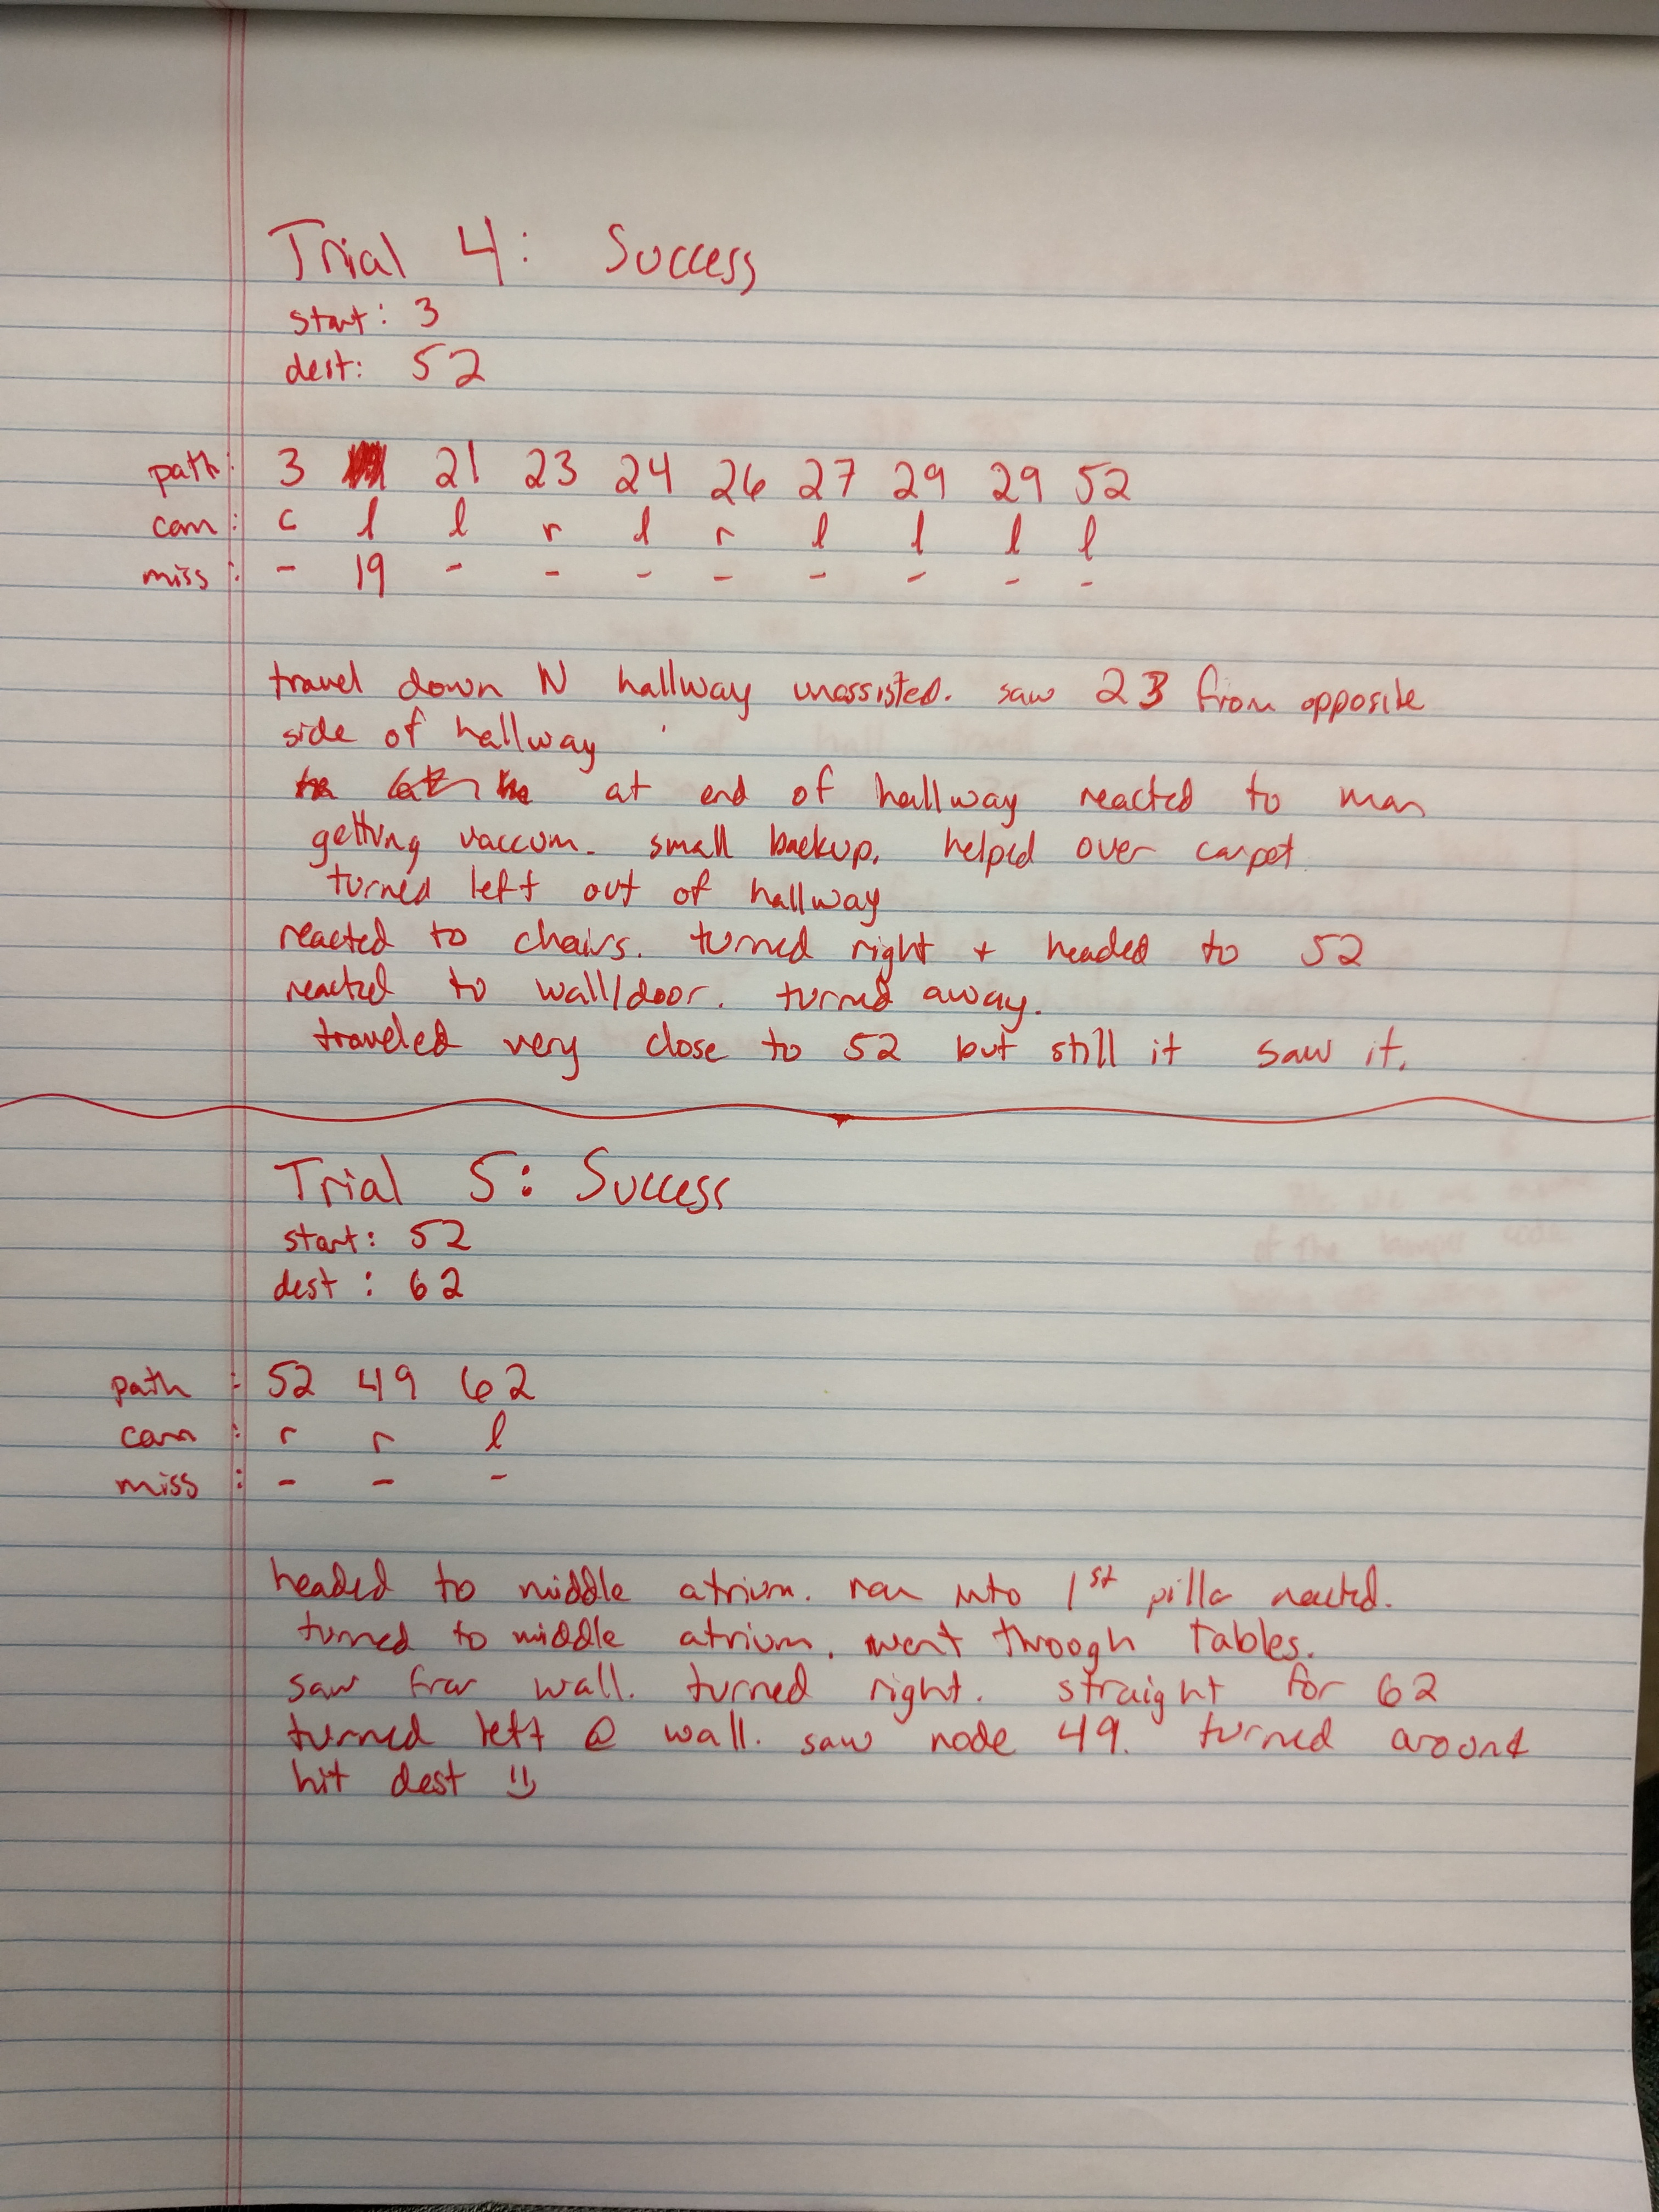 Trial 4: Success
start: 3
dest: 52
path: 3 21 23 24 26 27 29 29 52
cam: c l l r l r l l l l
miss: - 19 - - - - - - - -
travel down N hallway unassisted. saw 23 from opposite
side of hallway
at end of hallway reacted to man
getting vaccum. small backup. helped over carpet
turned left out of hallway
reacted to chairs. turned right + headed to 52
reacted to wall/door. turned away.
traveled very close to 52 but still it saw it.
Trial 5: Success
start: 52
dest: 62
path: 52 49 62
cam: r r l
miss: - - -
headed to middle atrium. ran into 1st pillar reacted.
turned to middle atrium. went through tables.
saw far wall. turned right. straight for 62
turned left @ wall. saw node 49. turned around
hit dest